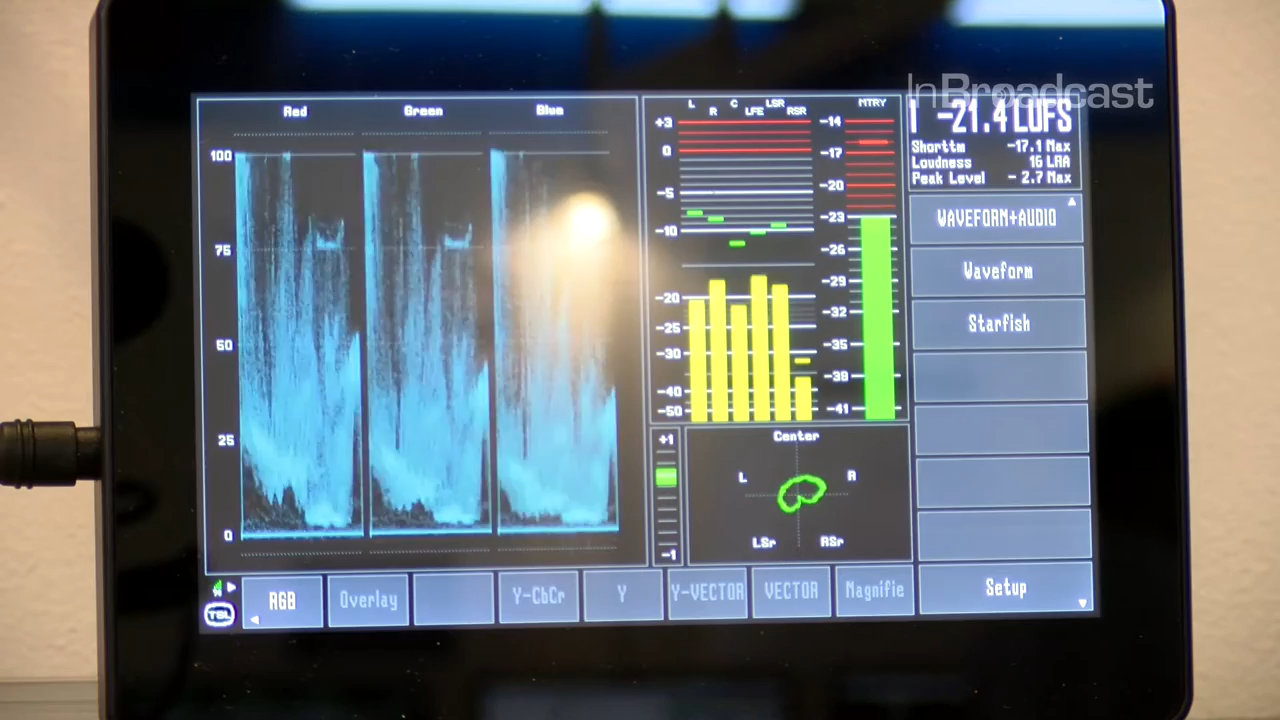 InBroadcast
Red Green Blue
100
75
50
25
0
L R C LFE LSR RSR MTRY
+3
0
-5
-10
-20
-25
-30
-40
-50
-14
-17
-20
-23
-26
-29
-32
-35
-38
-41
I -21.4 LUFS
Shorttm -17.1 Max
Loudness 16 LRA
Peak Level - 2.7 Max
WAVEFORM+AUDIO
Waveform
Starfish
+1
-1
Center
L R
LSr RSr
TSL
RGB Overlay Y-CbCr Y Y-VECTOR VECTOR Magnifie Setup